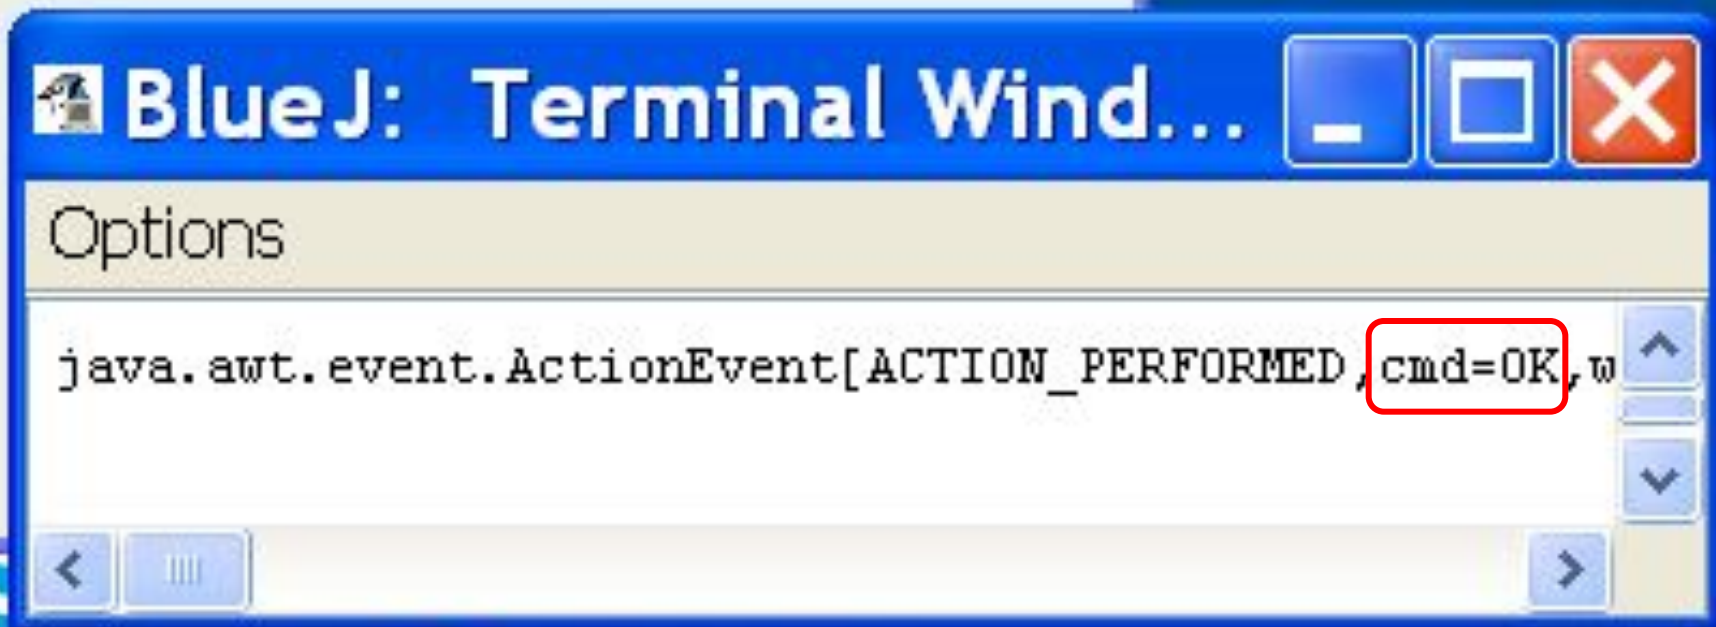 BlueJ: Terminal Wind...
Options
java.awt.event.ActionEvent[ACTION_PERFORMED,cmd=OK,w